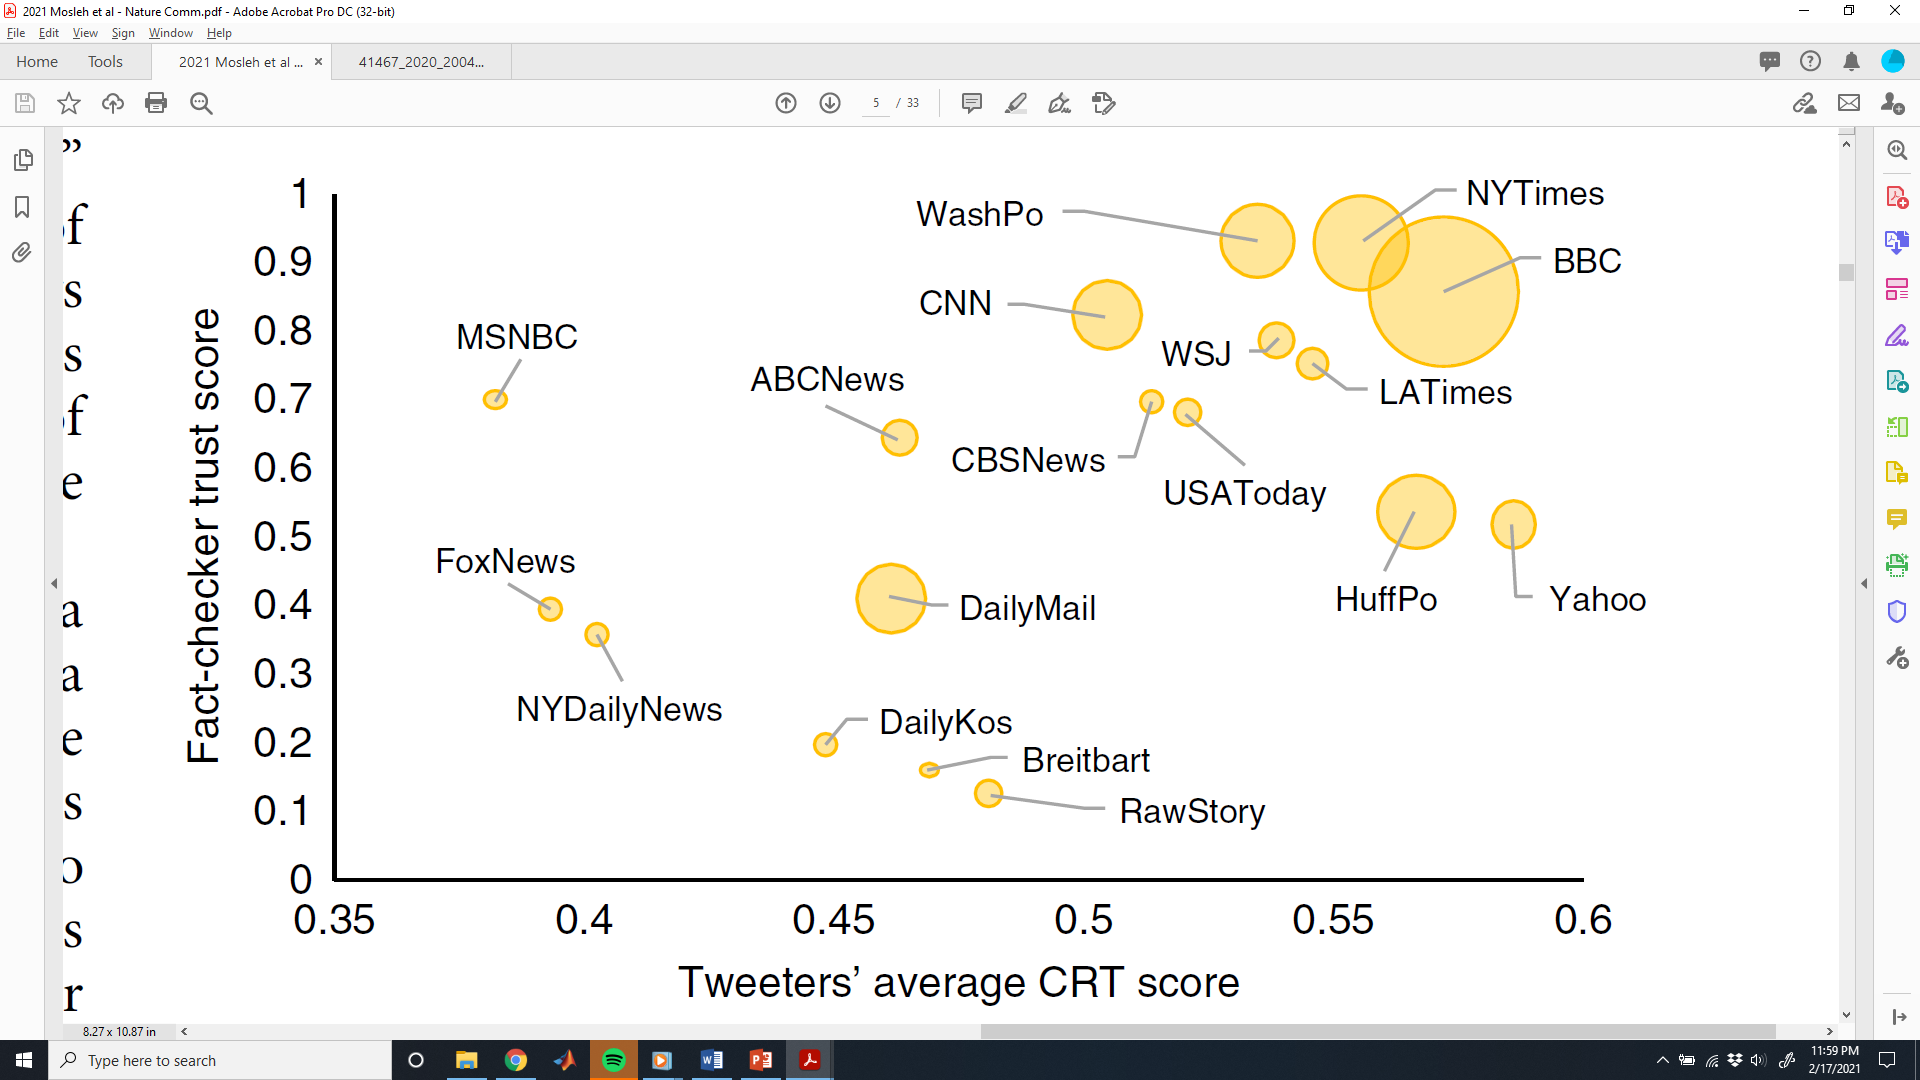 2021 Mosleh et al - Nature Comm.pdf - Adobe Acrobat Pro DC (32-bit)
File Edit View Sign Window Help
Home Tools 2021 Mosleh et al ... × 41467_2020_2004...
5 / 33
”
of
s
s
of
e
a
a
e
s
o
s
r
Fact-checker trust score
1
0.9
0.8
0.7
0.6
0.5
0.4
0.3
0.2
0.1
0
NYTimes
WashPo
BBC
CNN
MSNBC
WSJ
ABCNews
LATimes
CBSNews
USAToday
FoxNews
HuffPo
Yahoo
DailyMail
NYDailyNews
DailyKos
Breitbart
RawStory
0.35 0.4 0.45 0.5 0.55 0.6
Tweeters’ average CRT score
8.27 x 10.87 in
Type here to search
11:59 PM
2/17/2021